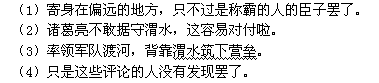 （1）寄身在偏远的地方，只不过是称霸的人的臣子罢了。
（2）诸葛亮不敢据守渭水，这容易对付啦。
（3）率领军队渡河，背靠渭水筑下营垒。
（4）只是这些评论的人没有发现罢了。